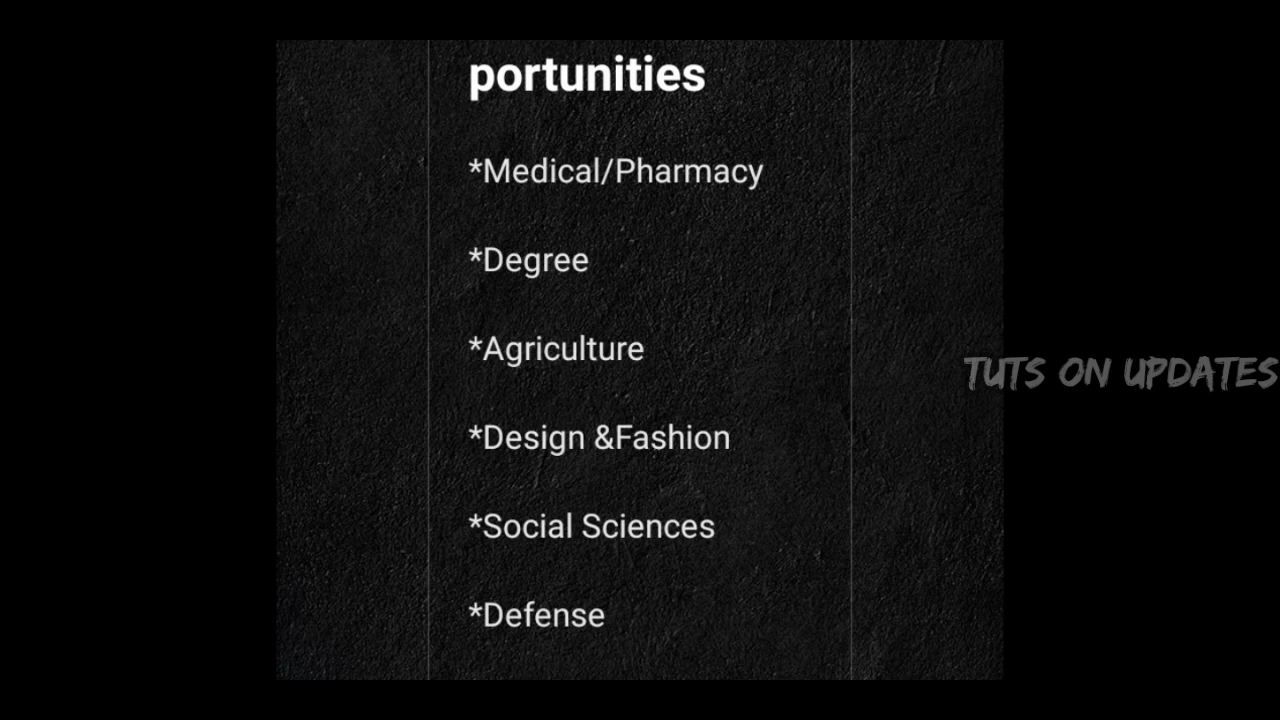 portunities
*Medical/Pharmacy
*Degree
*Agriculture
*Design &Fashion
*Social Sciences
*Defense
TUTS ON UPDATES